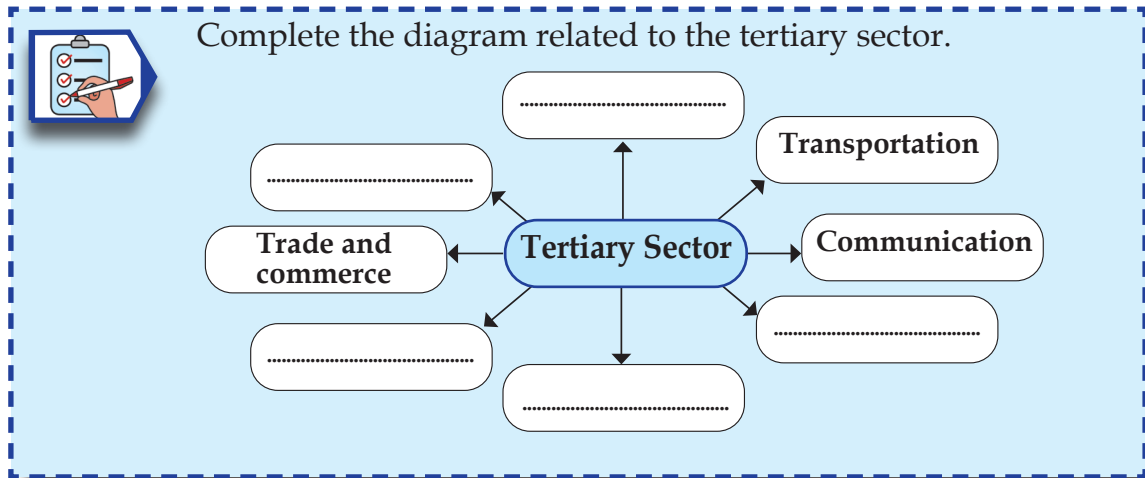 Complete the diagram related to the tertiary sector.
..........................................
Transportation
..........................................
Trade and
commerce
Tertiary Sector
Communication
..........................................
..........................................
..........................................